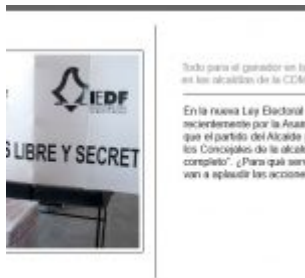 IEDF
S LIBRE Y SECRET
Todo para el ganador en
en las alcaldías de la CDM
En la nueva Ley Electoral
recientemente por la Asam
que el partido del Alcalde
los Concejales de la alcal
completo". ¿Para qué serv
van a aplaudir las acciones